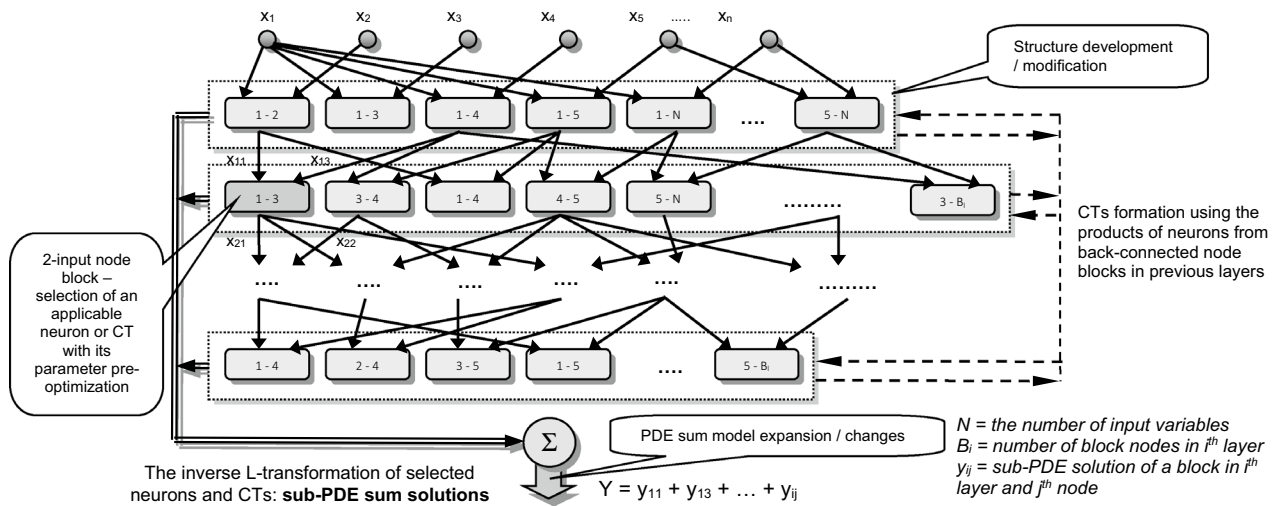 x1 x2 x3 x4 x5 ..... xn
Structure development
/ modification
1 - 2 1 - 3 1 - 4 1 - 5 1 - N .... 5 - N
x11 x13
1 - 3 3 - 4 1 - 4 4 - 5 5 - N ......... 3 - Bi
x21 x22
CTs formation using the
products of neurons from
back-connected node
blocks in previous layers
2-input node
block –
selection of an
applicable
neuron or CT
with its
parameter pre-
optimization
.... .... .... .... .... .........
1 - 4 2 - 4 3 - 5 1 - 5 .... 5 - Bi
Σ
PDE sum model expansion / changes
N = the number of input variables
Bi = number of block nodes in ith layer
yij = sub-PDE solution of a block in ith
layer and jth node
The inverse L-transformation of selected
neurons and CTs: sub-PDE sum solutions
Y = y11 + y13 + … + yij